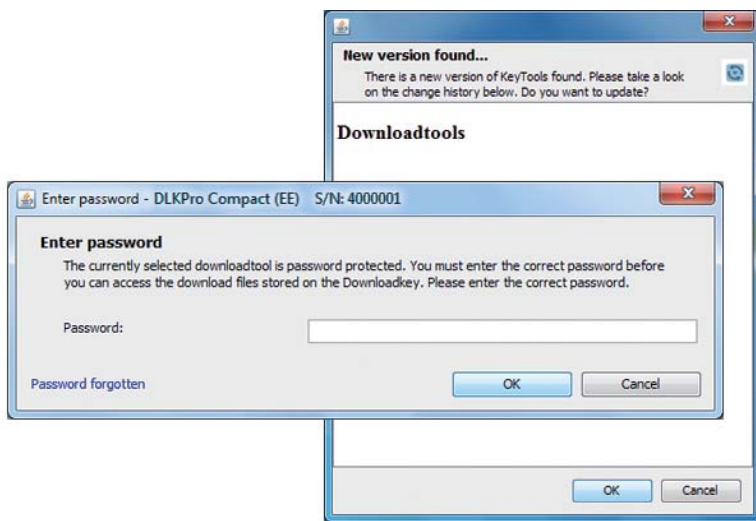 New version found...
There is a new version of KeyTools found. Please take a look
on the change history below. Do you want to update?
Downloadtools
Enter password - DLKPro Compact (EE) S/N: 4000001
Enter password
The currently selected downloadtool is password protected. You must enter the correct password before
you can access the download files stored on the Downloadkey. Please enter the correct password.
Password:
Password forgotten
OK
Cancel
OK
Cancel